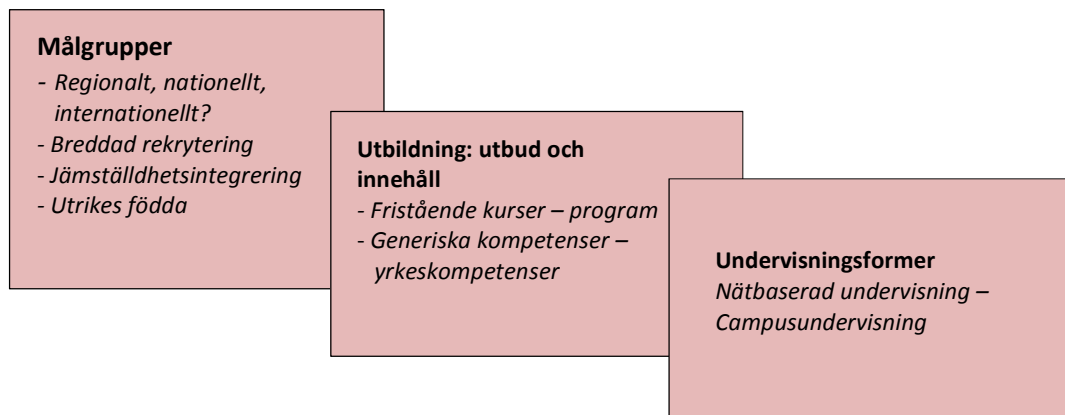 Målgrupper
- Regionalt, nationellt,
internationellt?
- Breddad rekrytering
- Jämställdhetsintegrering
- Utrikes födda
Utbildning: utbud och
innehåll
- Fristående kurser – program
- Generiska kompetenser –
yrkeskompetenser
Undervisningsformer
Nätbaserad undervisning –
Campusundervisning